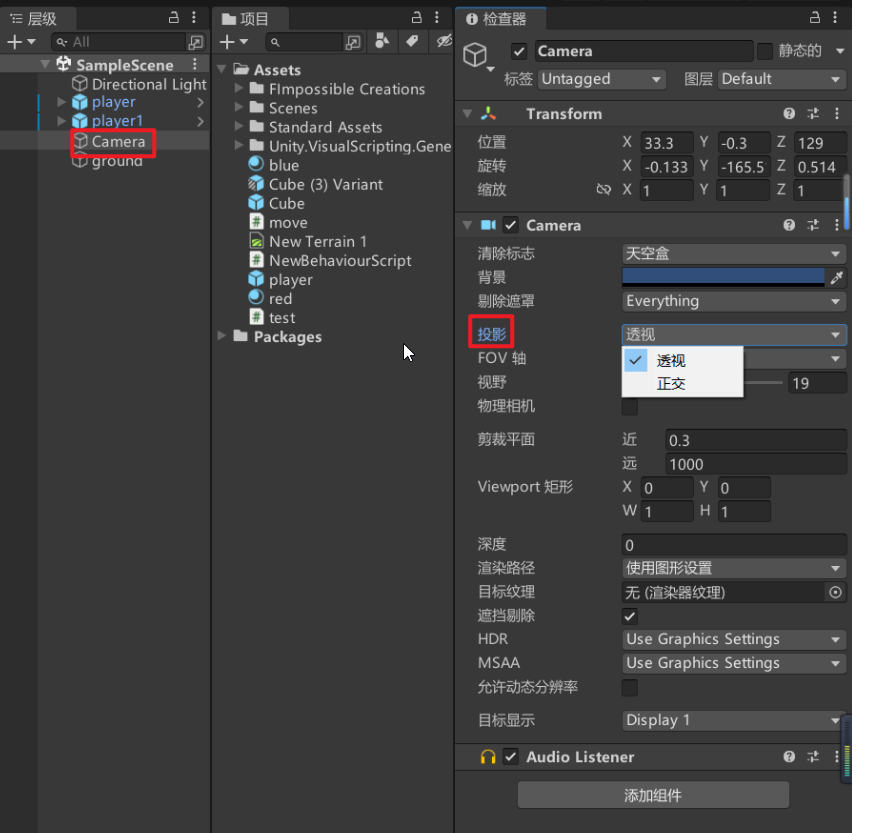 层级
All
SampleScene
Directional Light
player
player1
Camera
ground
项目
Assets
FImpossible Creations
Scenes
Standard Assets
Unity.VisualScripting.Gene
blue
Cube (3) Variant
Cube
move
New Terrain 1
NewBehaviourScript
player
red
test
Packages
检查器
Camera 静态的
标签 Untagged 图层 Default
Transform
位置 X 33.3 Y -0.3 Z 129
旋转 X -0.133 Y -165.5 Z 0.514
缩放 X 1 Y 1 Z 1
Camera
清除标志 天空盒
背景
剔除遮罩 Everything
投影 透视
透视
正交
FOV 轴
视野 19
物理相机
剪裁平面 近 0.3
远 1000
Viewport 矩形 X 0 Y 0
W 1 H 1
深度 0
渲染路径 使用图形设置
目标纹理 无 (渲染器纹理)
遮挡剔除
HDR Use Graphics Settings
MSAA Use Graphics Settings
允许动态分辨率
目标显示 Display 1
Audio Listener
添加组件